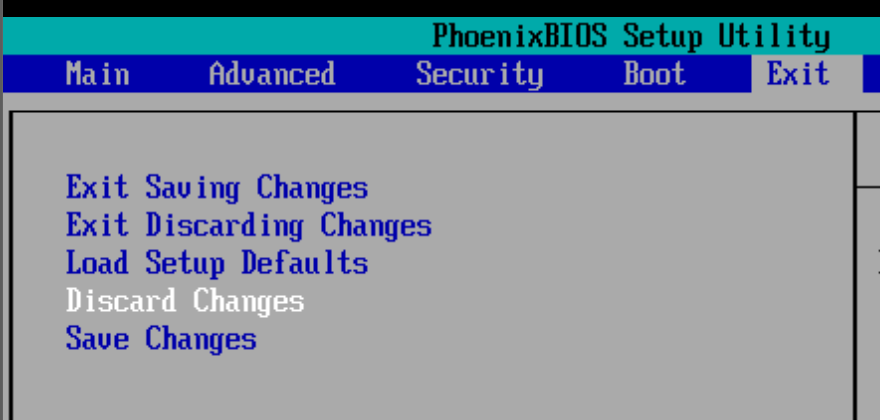 PhoenixBIOS Setup Utility
Main Advanced Security Boot Exit
Exit Saving Changes
Exit Discarding Changes
Load Setup Defaults
Discard Changes
Save Changes